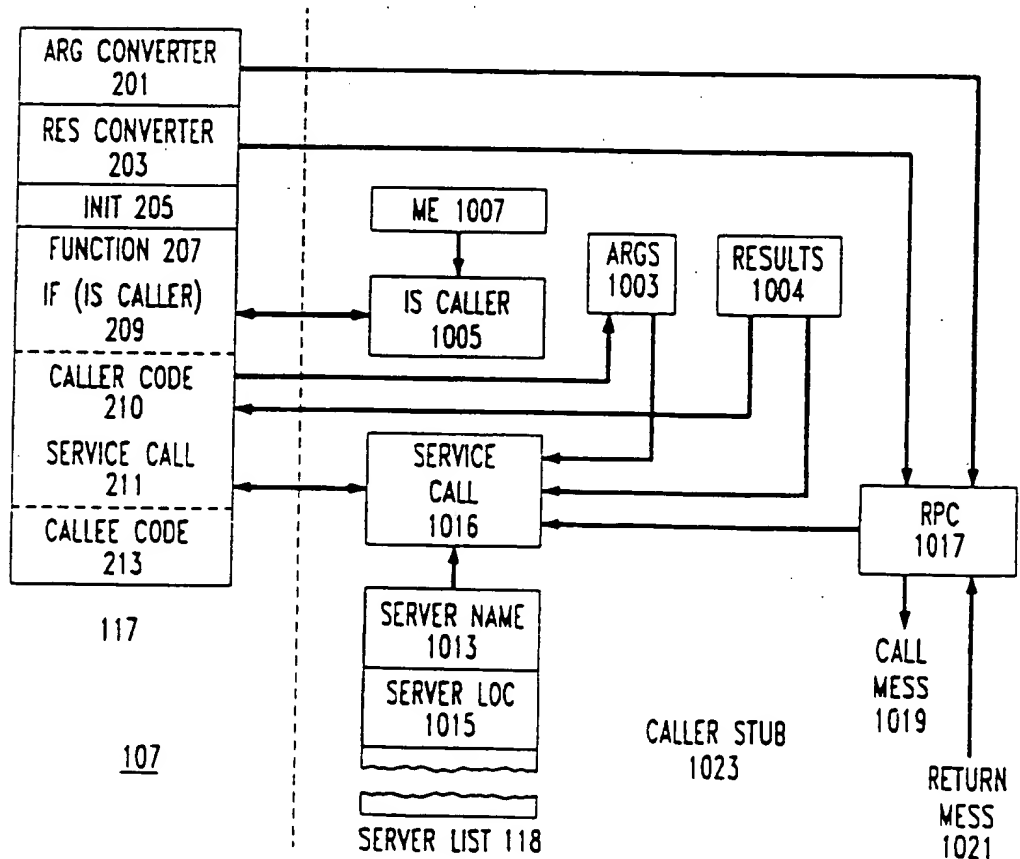 ARG CONVERTER
201
RES CONVERTER
203
INIT 205
FUNCTION 207
IF (IS CALLER)
209
CALLER CODE
210
SERVICE CALL
211
CALLEE CODE
213
117
107
ME 1007
IS CALLER
1005
ARGS
1003
RESULTS
1004
SERVICE
CALL
1016
SERVER NAME
1013
SERVER LOC
1015
SERVER LIST 118
CALLER STUB
1023
RPC
1017
CALL
MESS
1019
RETURN
MESS
1021